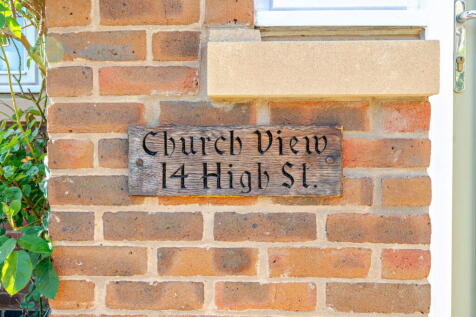 Church View
14 High St.